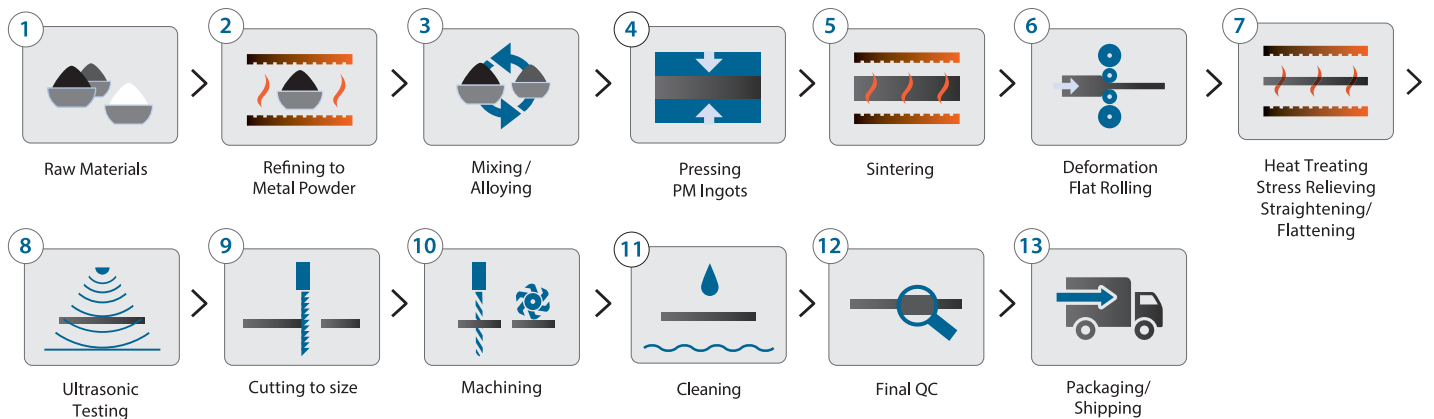 1
Raw Materials
2
Refining to
Metal Powder
3
Mixing/
Alloying
4
Pressing
PM Ingots
5
Sintering
6
Deformation
Flat Rolling
7
Heat Treating
Stress Relieving
Straightening/
Flattening
8
Ultrasonic
Testing
9
Cutting to size
10
Machining
11
Cleaning
12
Final QC
13
Packaging/
Shipping